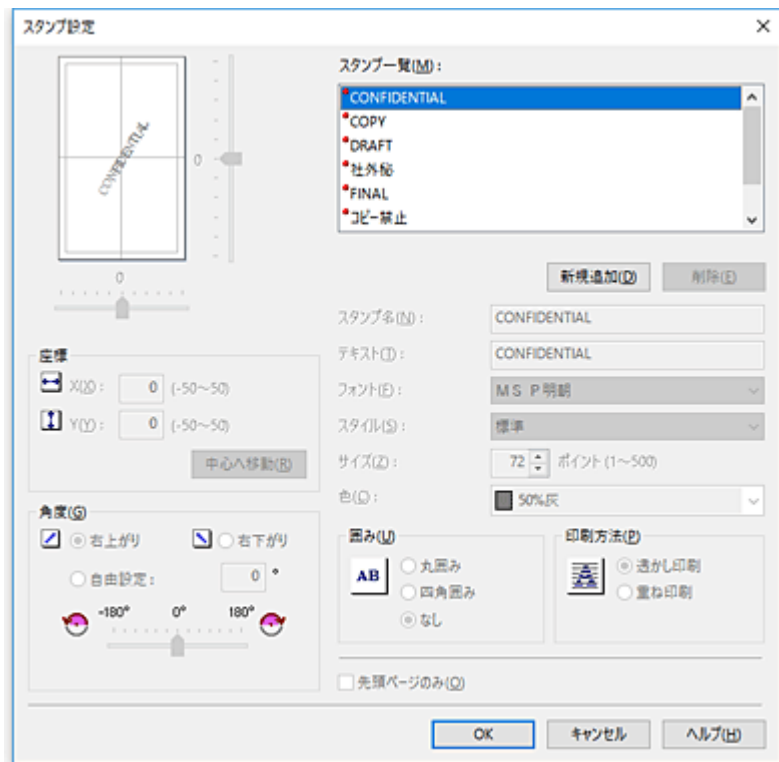 スタンプ設定
CONFIDENTIAL
0
0
スタンプ一覧(M):
CONFIDENTIAL
COPY
DRAFT
社外秘
FINAL
コピー禁止
新規追加(D)
削除(E)
スタンプ名(N):
CONFIDENTIAL
テキスト(T):
CONFIDENTIAL
フォント(F):
MS P明朝
スタイル(S):
標準
サイズ(Z):
72
ポイント(1～500)
色(C):
50%灰
座標
X(X):
0
(-50～50)
Y(Y):
0
(-50～50)
中心へ移動(R)
角度(G)
右上がり
右下がり
自由設定:
0 °
-180° 0° 180°
囲み(U)
AB
丸囲み
四角囲み
なし
印刷方法(P)
A
透かし印刷
重ね印刷
先頭ページのみ(O)
OK
キャンセル
ヘルプ(H)